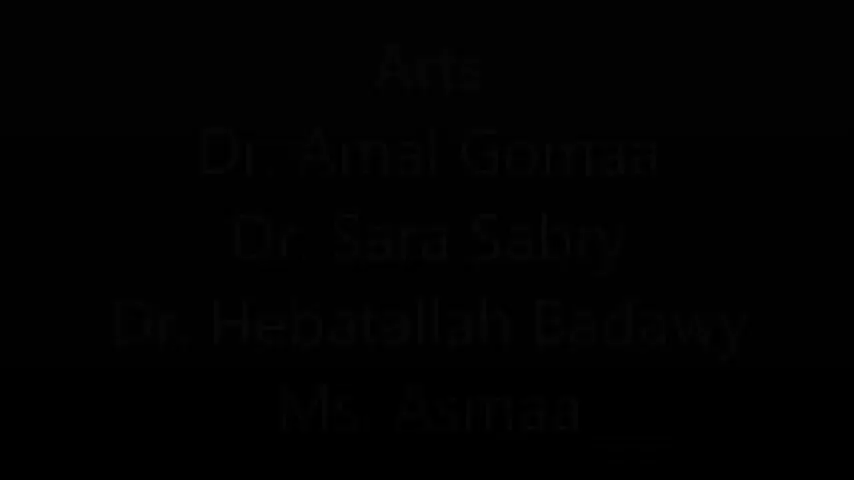 Arts
Dr. Amal Gomaa
Dr. Sara Sabry
Dr. Hebatallah Badawy
Ms. Asmaa